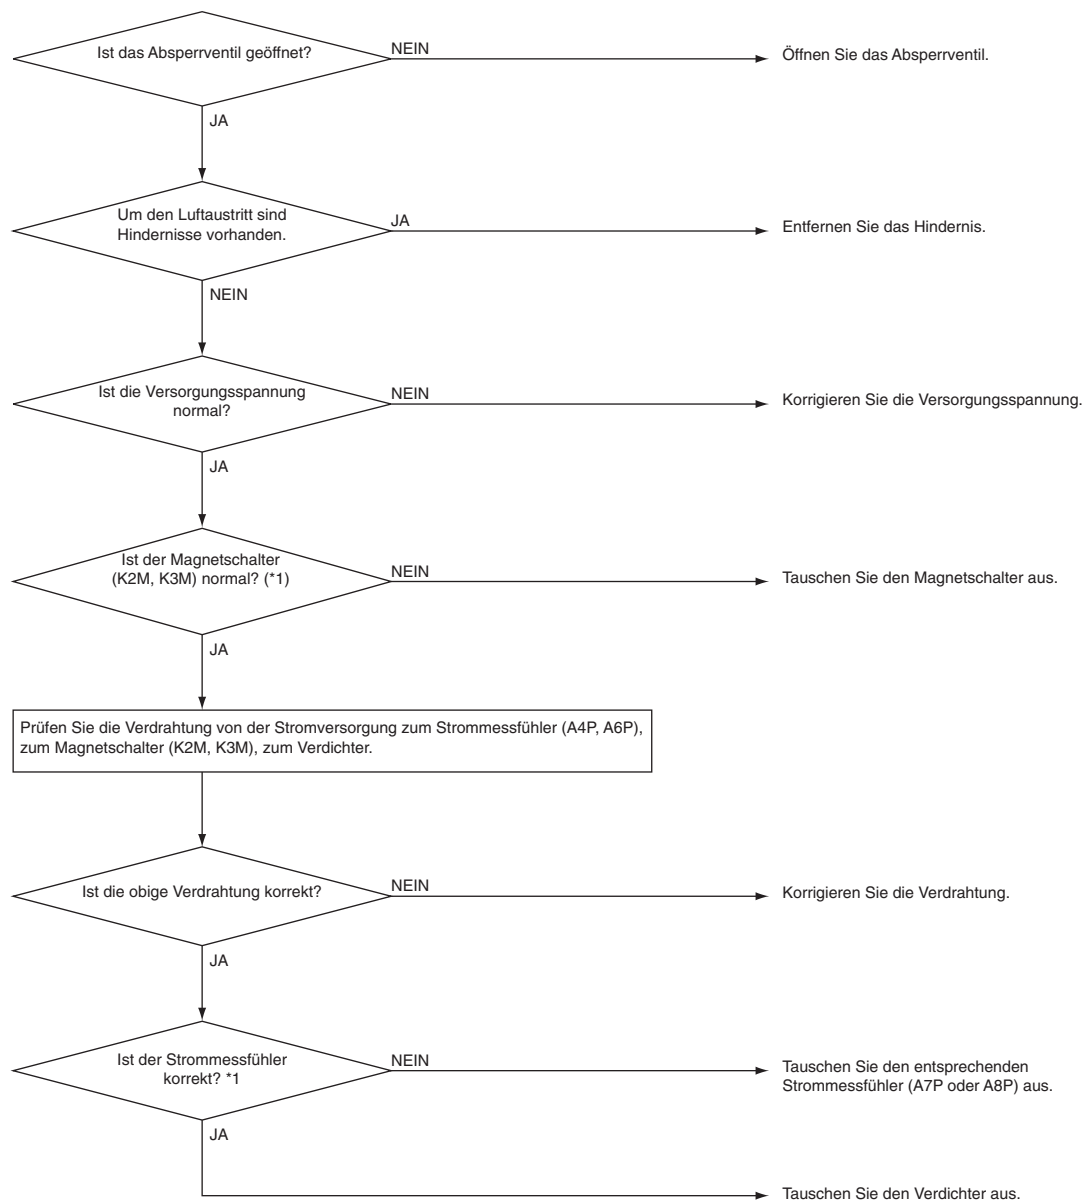 Ist das Absperrventil geöffnet?
NEIN
Öffnen Sie das Absperrventil.
JA
Um den Luftaustritt sind
Hindernisse vorhanden.
JA
Entfernen Sie das Hindernis.
NEIN
Ist die Versorgungsspannung
normal?
NEIN
Korrigieren Sie die Versorgungsspannung.
JA
Ist der Magnetschalter
(K2M, K3M) normal? (*1)
NEIN
Tauschen Sie den Magnetschalter aus.
JA
Prüfen Sie die Verdrahtung von der Stromversorgung zum Strommessfühler (A4P, A6P),
zum Magnetschalter (K2M, K3M), zum Verdichter.
Ist die obige Verdrahtung korrekt?
NEIN
Korrigieren Sie die Verdrahtung.
JA
Ist der Strommessfühler
korrekt? *1
NEIN
Tauschen Sie den entsprechenden
Strommessfühler (A7P oder A8P) aus.
JA
Tauschen Sie den Verdichter aus.